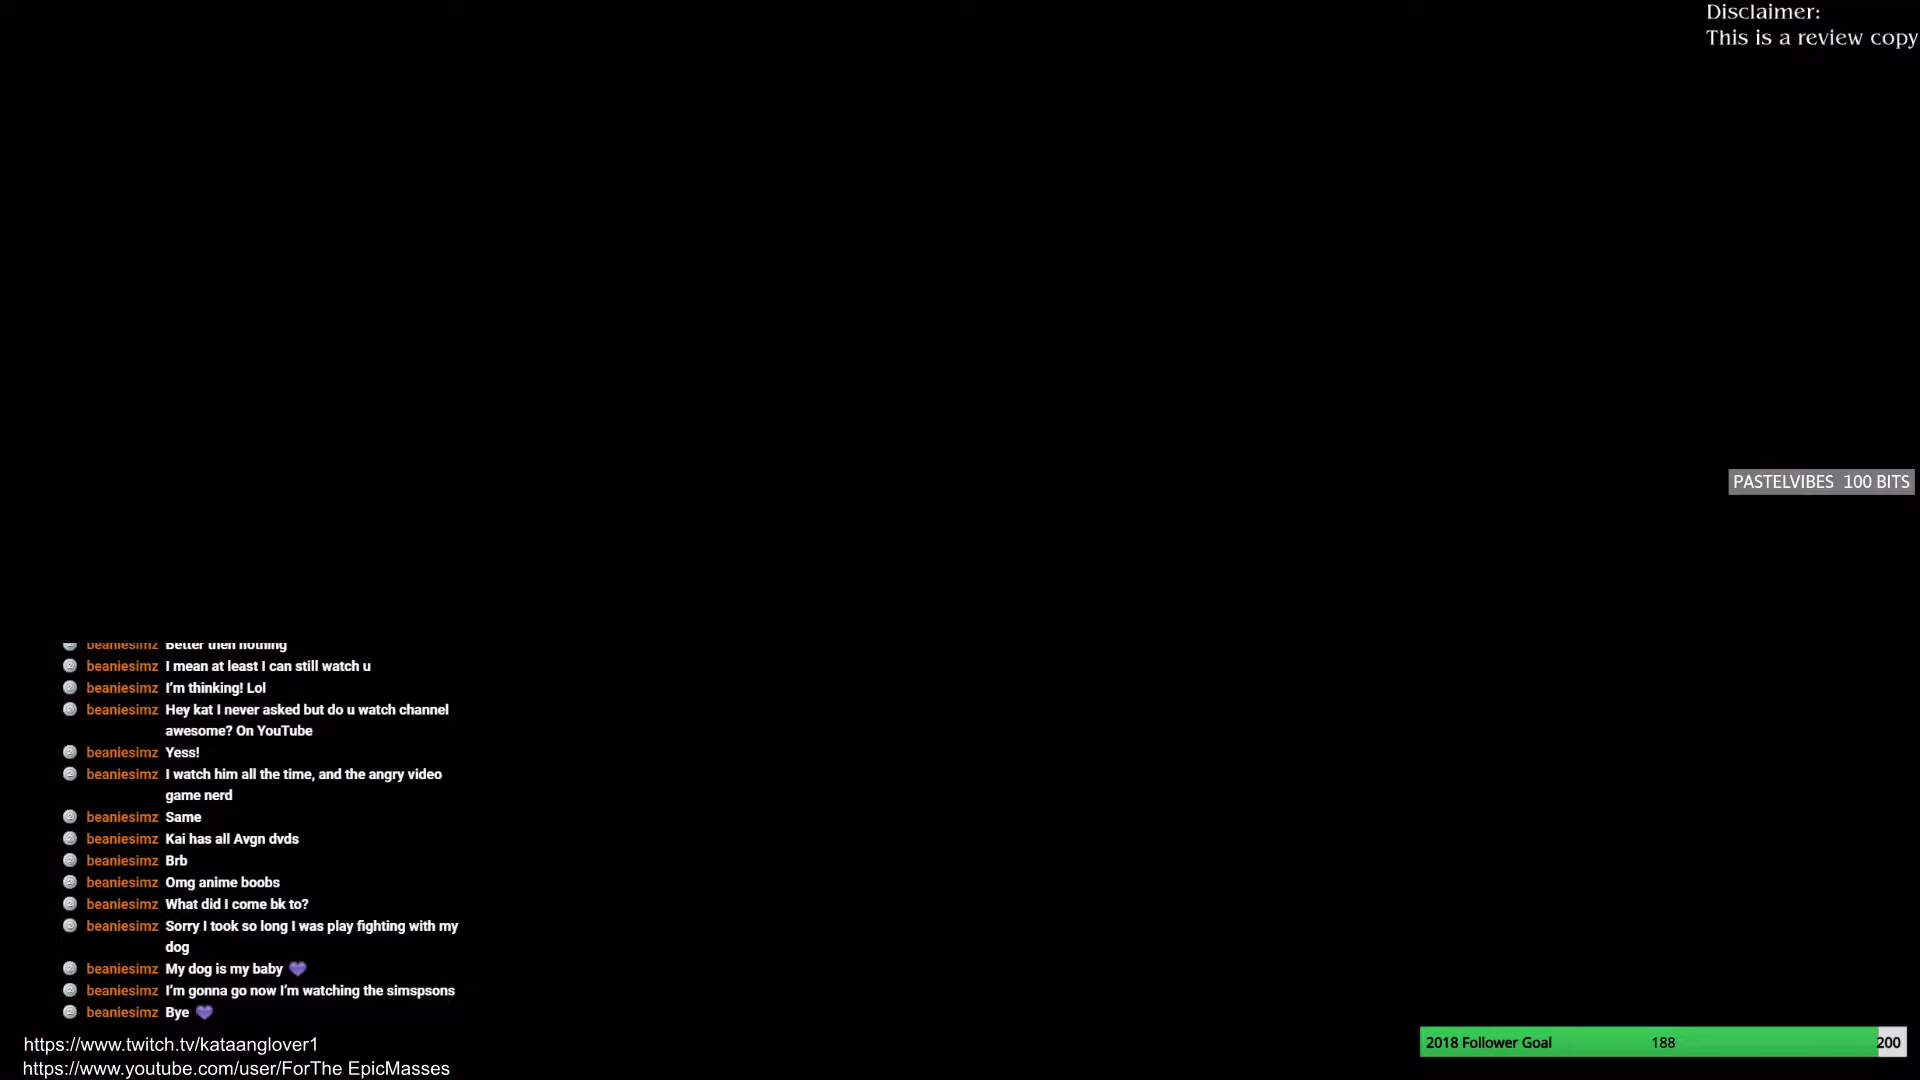 Disclaimer:
This is a review copy
PASTELVIBES 100 BITS
beaniesimz Better then nothing
beaniesimz I mean at least I can still watch u
beaniesimz I'm thinking! Lol
beaniesimz Hey kat I never asked but do u watch channel
awesome? On YouTube
beaniesimz Yess!
beaniesimz I watch him all the time, and the angry video
game nerd
beaniesimz Same
beaniesimz Kai has all Avgn dvds
beaniesimz Brb
beaniesimz Omg anime boobs
beaniesimz What did I come bk to?
beaniesimz Sorry I took so long I was play fighting with my
dog
beaniesimz My dog is my baby 💜
beaniesimz I'm gonna go now I'm watching the simspsons
beaniesimz Bye 💜
https://www.twitch.tv/kataanglover1
https://www.youtube.com/user/ForThe EpicMasses
2018 Follower Goal 188 200